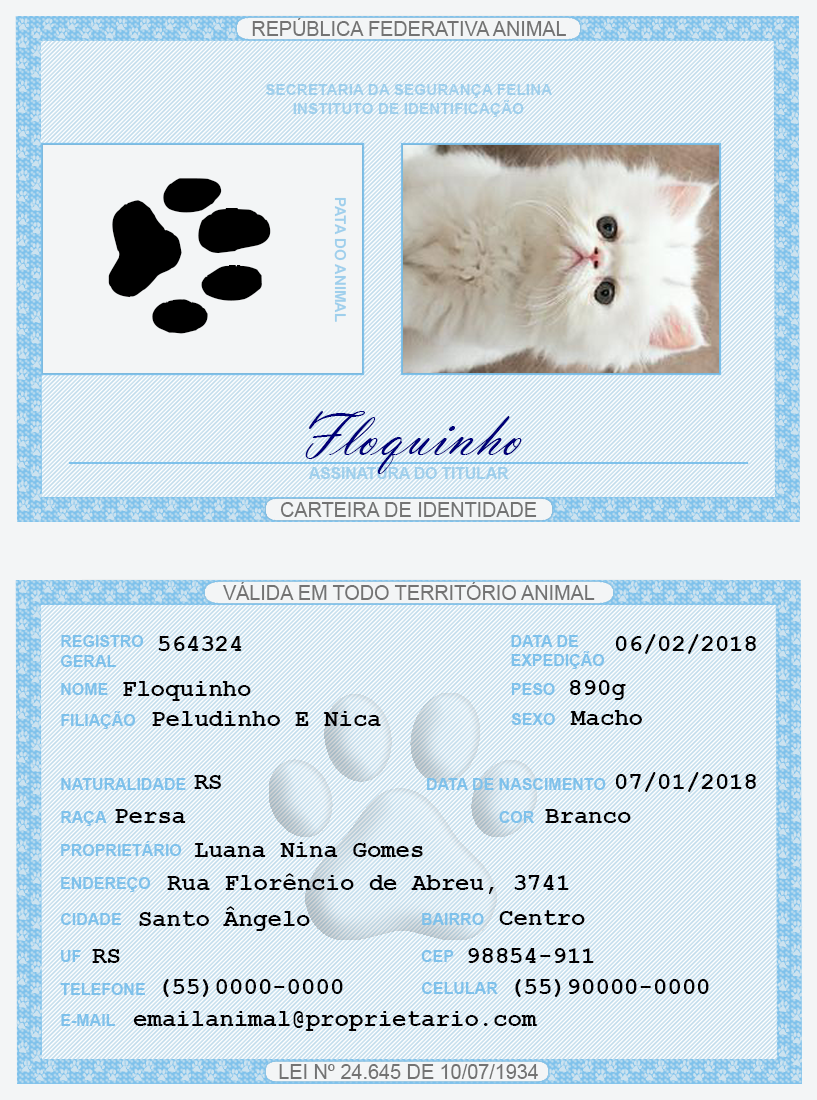 REPÚBLICA FEDERATIVA ANIMAL
SECRETARIA DA SEGURANÇA FELINA
INSTITUTO DE IDENTIFICAÇÃO
PATA DO ANIMAL
Floquinho
ASSINATURA DO TITULAR
CARTEIRA DE IDENTIDADE
VÁLIDA EM TODO TERRITÓRIO ANIMAL
REGISTRO GERAL 564324 DATA DE EXPEDIÇÃO 06/02/2018
NOME Floquinho PESO 890g
FILIAÇÃO Peludinho E Nica SEXO Macho
NATURALIDADE RS DATA DE NASCIMENTO 07/01/2018
RAÇA Persa COR Branco
PROPRIETÁRIO Luana Nina Gomes
ENDEREÇO Rua Florêncio de Abreu, 3741
CIDADE Santo Ângelo BAIRRO Centro
UF RS CEP 98854-911
TELEFONE (55)0000-0000 CELULAR (55)90000-0000
E-MAIL emailanimal@proprietario.com
LEI Nº 24.645 DE 10/07/1934